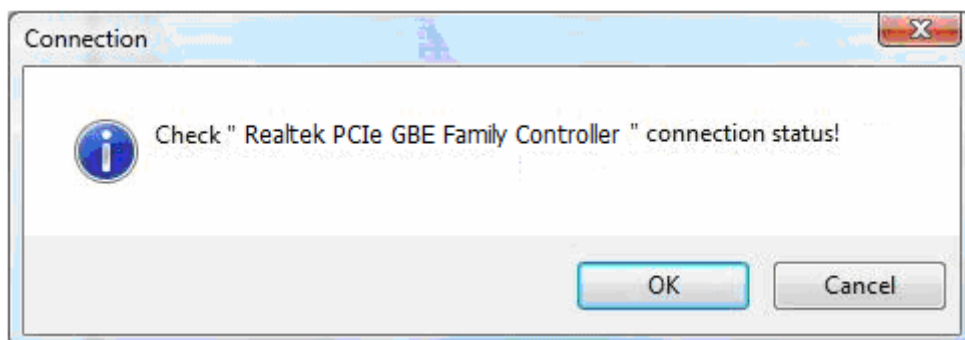 Connection
Check " Realtek PCIe GBE Family Controller " connection status!
OK
Cancel